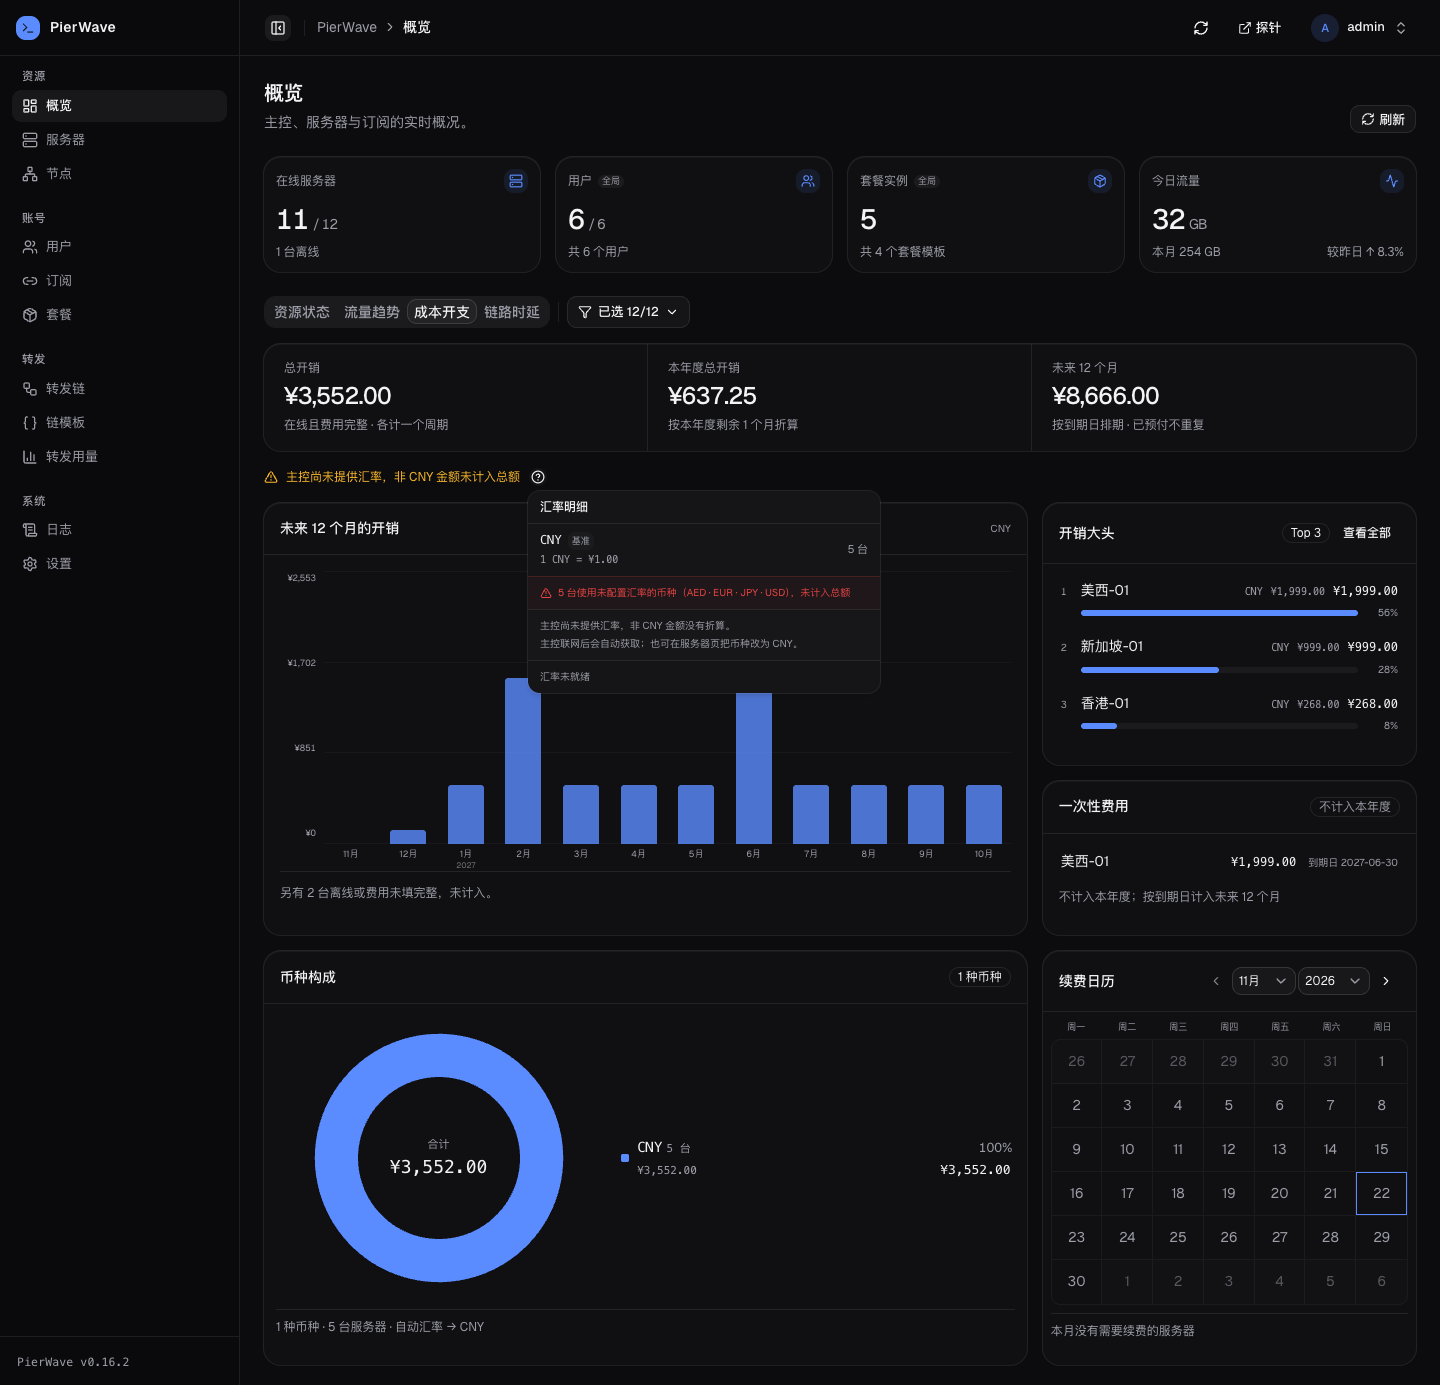 PierWave
PierWave > 概览
探针
A admin
资源
概览
服务器
节点
账号
用户
订阅
套餐
转发
转发链
链模板
转发用量
系统
日志
设置
PierWave v0.16.2
概览
主控、服务器与订阅的实时概况。
刷新
在线服务器
11 / 12
1 台离线
用户 全局
6 / 6
共 6 个用户
套餐实例 全局
5
共 4 个套餐模板
今日流量
32 GB
本月 254 GB 较昨日 ↑ 8.3%
资源状态 流量趋势 成本开支 链路时延 已选 12/12
总开销
¥3,552.00
在线且费用完整 · 各计一个周期
本年度总开销
¥637.25
按本年度剩余 1 个月折算
未来 12 个月
¥8,666.00
按到期日排期 · 已预付不重复
主控尚未提供汇率，非 CNY 金额未计入总额
汇率明细
CNY 基准
1 CNY = ¥1.00
5 台
5 台使用未配置汇率的币种（AED · EUR · JPY · USD），未计入总额
主控尚未提供汇率，非 CNY 金额没有折算。
主控联网后会自动获取；也可在服务器页把币种改为 CNY。
汇率未就绪
未来 12 个月的开销 CNY
¥2,553
¥1,702
¥851
¥0
11月 12月 1月 2月 3月 4月 5月 6月 7月 8月 9月 10月
2027
另有 2 台离线或费用未填完整，未计入。
开销大头 Top 3 查看全部
1 美西-01 CNY ¥1,999.00 ¥1,999.00
56%
2 新加坡-01 CNY ¥999.00 ¥999.00
28%
3 香港-01 CNY ¥268.00 ¥268.00
8%
一次性费用 不计入本年度
美西-01 ¥1,999.00 到期日 2027-06-30
不计入本年度；按到期日计入未来 12 个月
币种构成 1 种币种
合计
¥3,552.00
CNY 5 台 100%
¥3,552.00 ¥3,552.00
1 种币种 · 5 台服务器 · 自动汇率 → CNY
续费日历 11月 2026
周一 周二 周三 周四 周五 周六 周日
26 27 28 29 30 31 1
2 3 4 5 6 7 8
9 10 11 12 13 14 15
16 17 18 19 20 21 22
23 24 25 26 27 28 29
30 1 2 3 4 5 6
本月没有需要续费的服务器